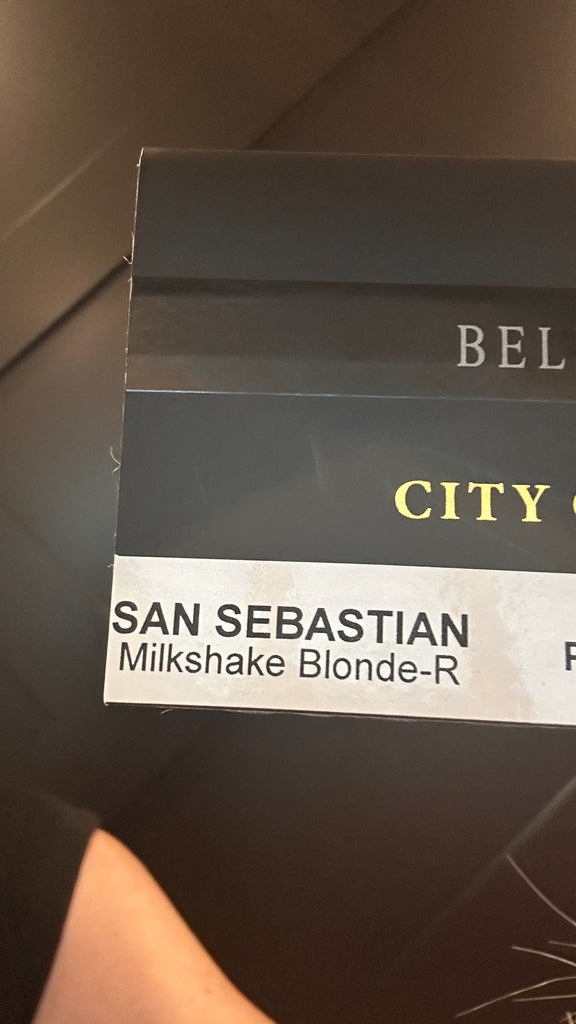 BEL
CITY
SAN SEBASTIAN
Milkshake Blonde-R